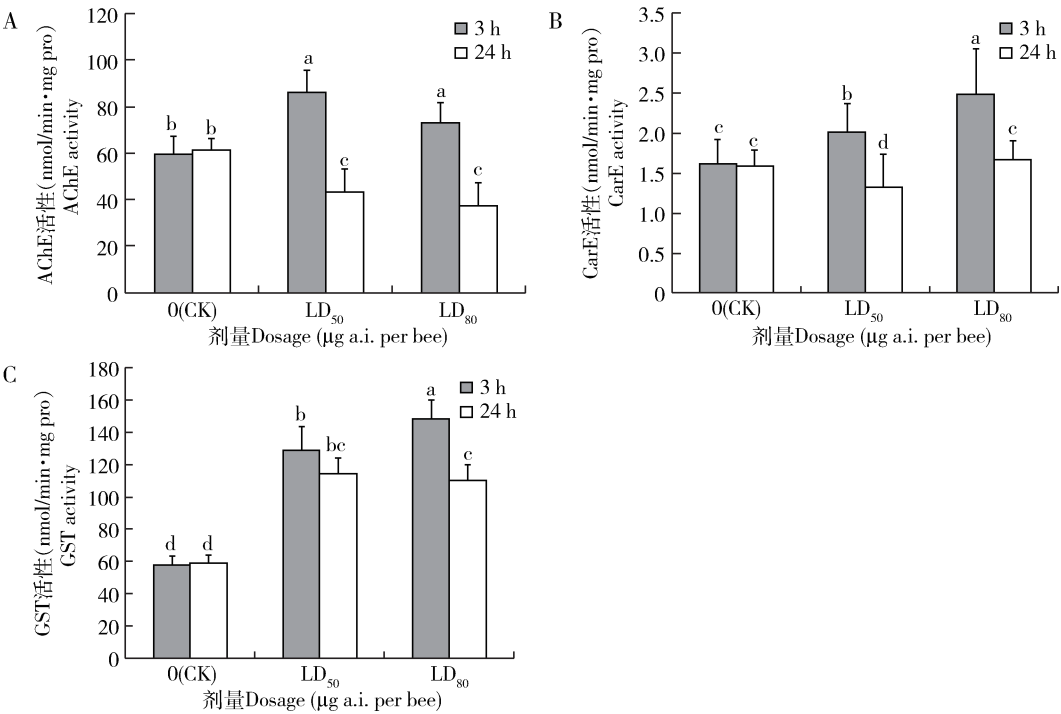 A
AChE活性(nmol/min·mg pro)
AChE activity
120
100
80
60
40
20
0
3 h
24 h
b
b
a
c
a
c
0(CK)
LD50
LD80
剂量Dosage (μg a.i. per bee)
B
CarE活性(nmol/min·mg pro)
CarE activity
3.5
3.0
2.5
2.0
1.5
1.0
0.5
0
3 h
24 h
c
c
b
d
a
c
0(CK)
LD50
LD80
剂量Dosage (μg a.i. per bee)
C
GST活性(nmol/min·mg pro)
GST activity
180
160
140
120
100
80
60
40
20
0
3 h
24 h
d
d
b
bc
a
c
0(CK)
LD50
LD80
剂量Dosage (μg a.i. per bee)